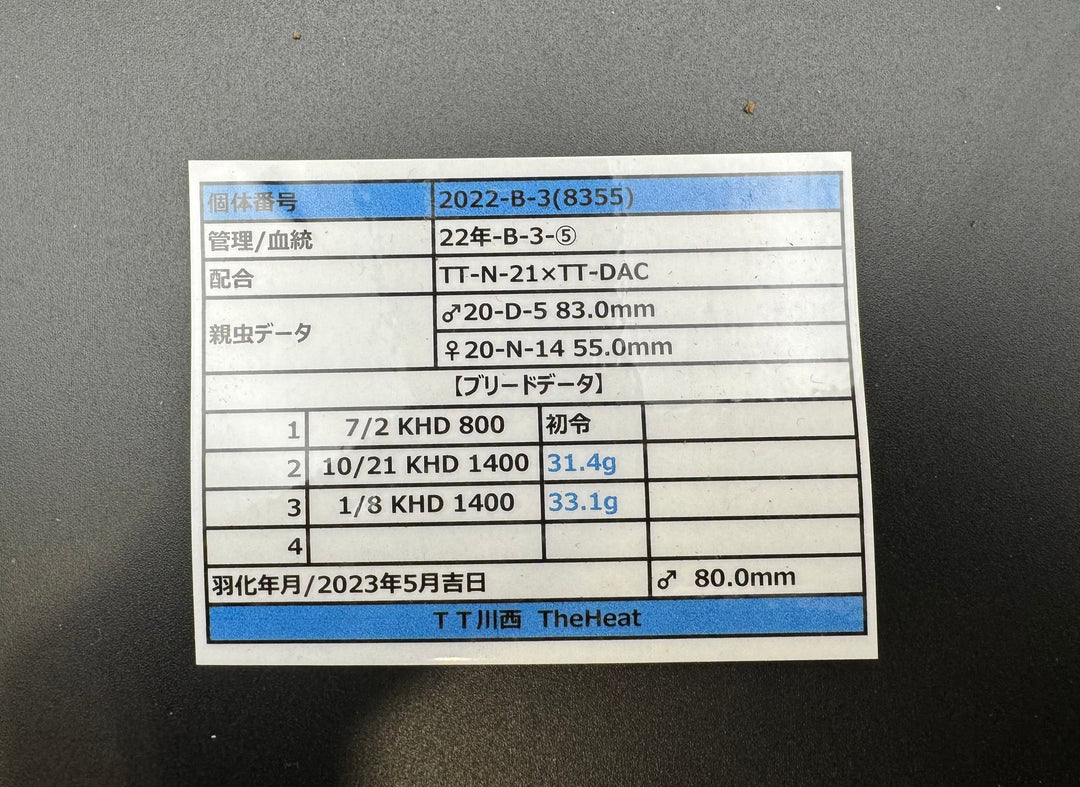 個体番号 2022-B-3(8355)
管理/血統 22年-B-3-⑤
配合 TT-N-21×TT-DAC
親虫データ ♂20-D-5 83.0mm
♀20-N-14 55.0mm
【ブリードデータ】
1 7/2 KHD 800 初令
2 10/21 KHD 1400 31.4g
3 1/8 KHD 1400 33.1g
4
羽化年月/2023年5月吉日 ♂ 80.0mm
ＴＴ川西 TheHeat